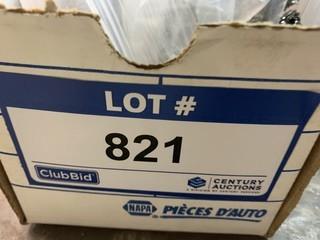 LOT #
821
ClubBid
CENTURY
AUCTIONS
NAPA PIÈCES D'AUTO